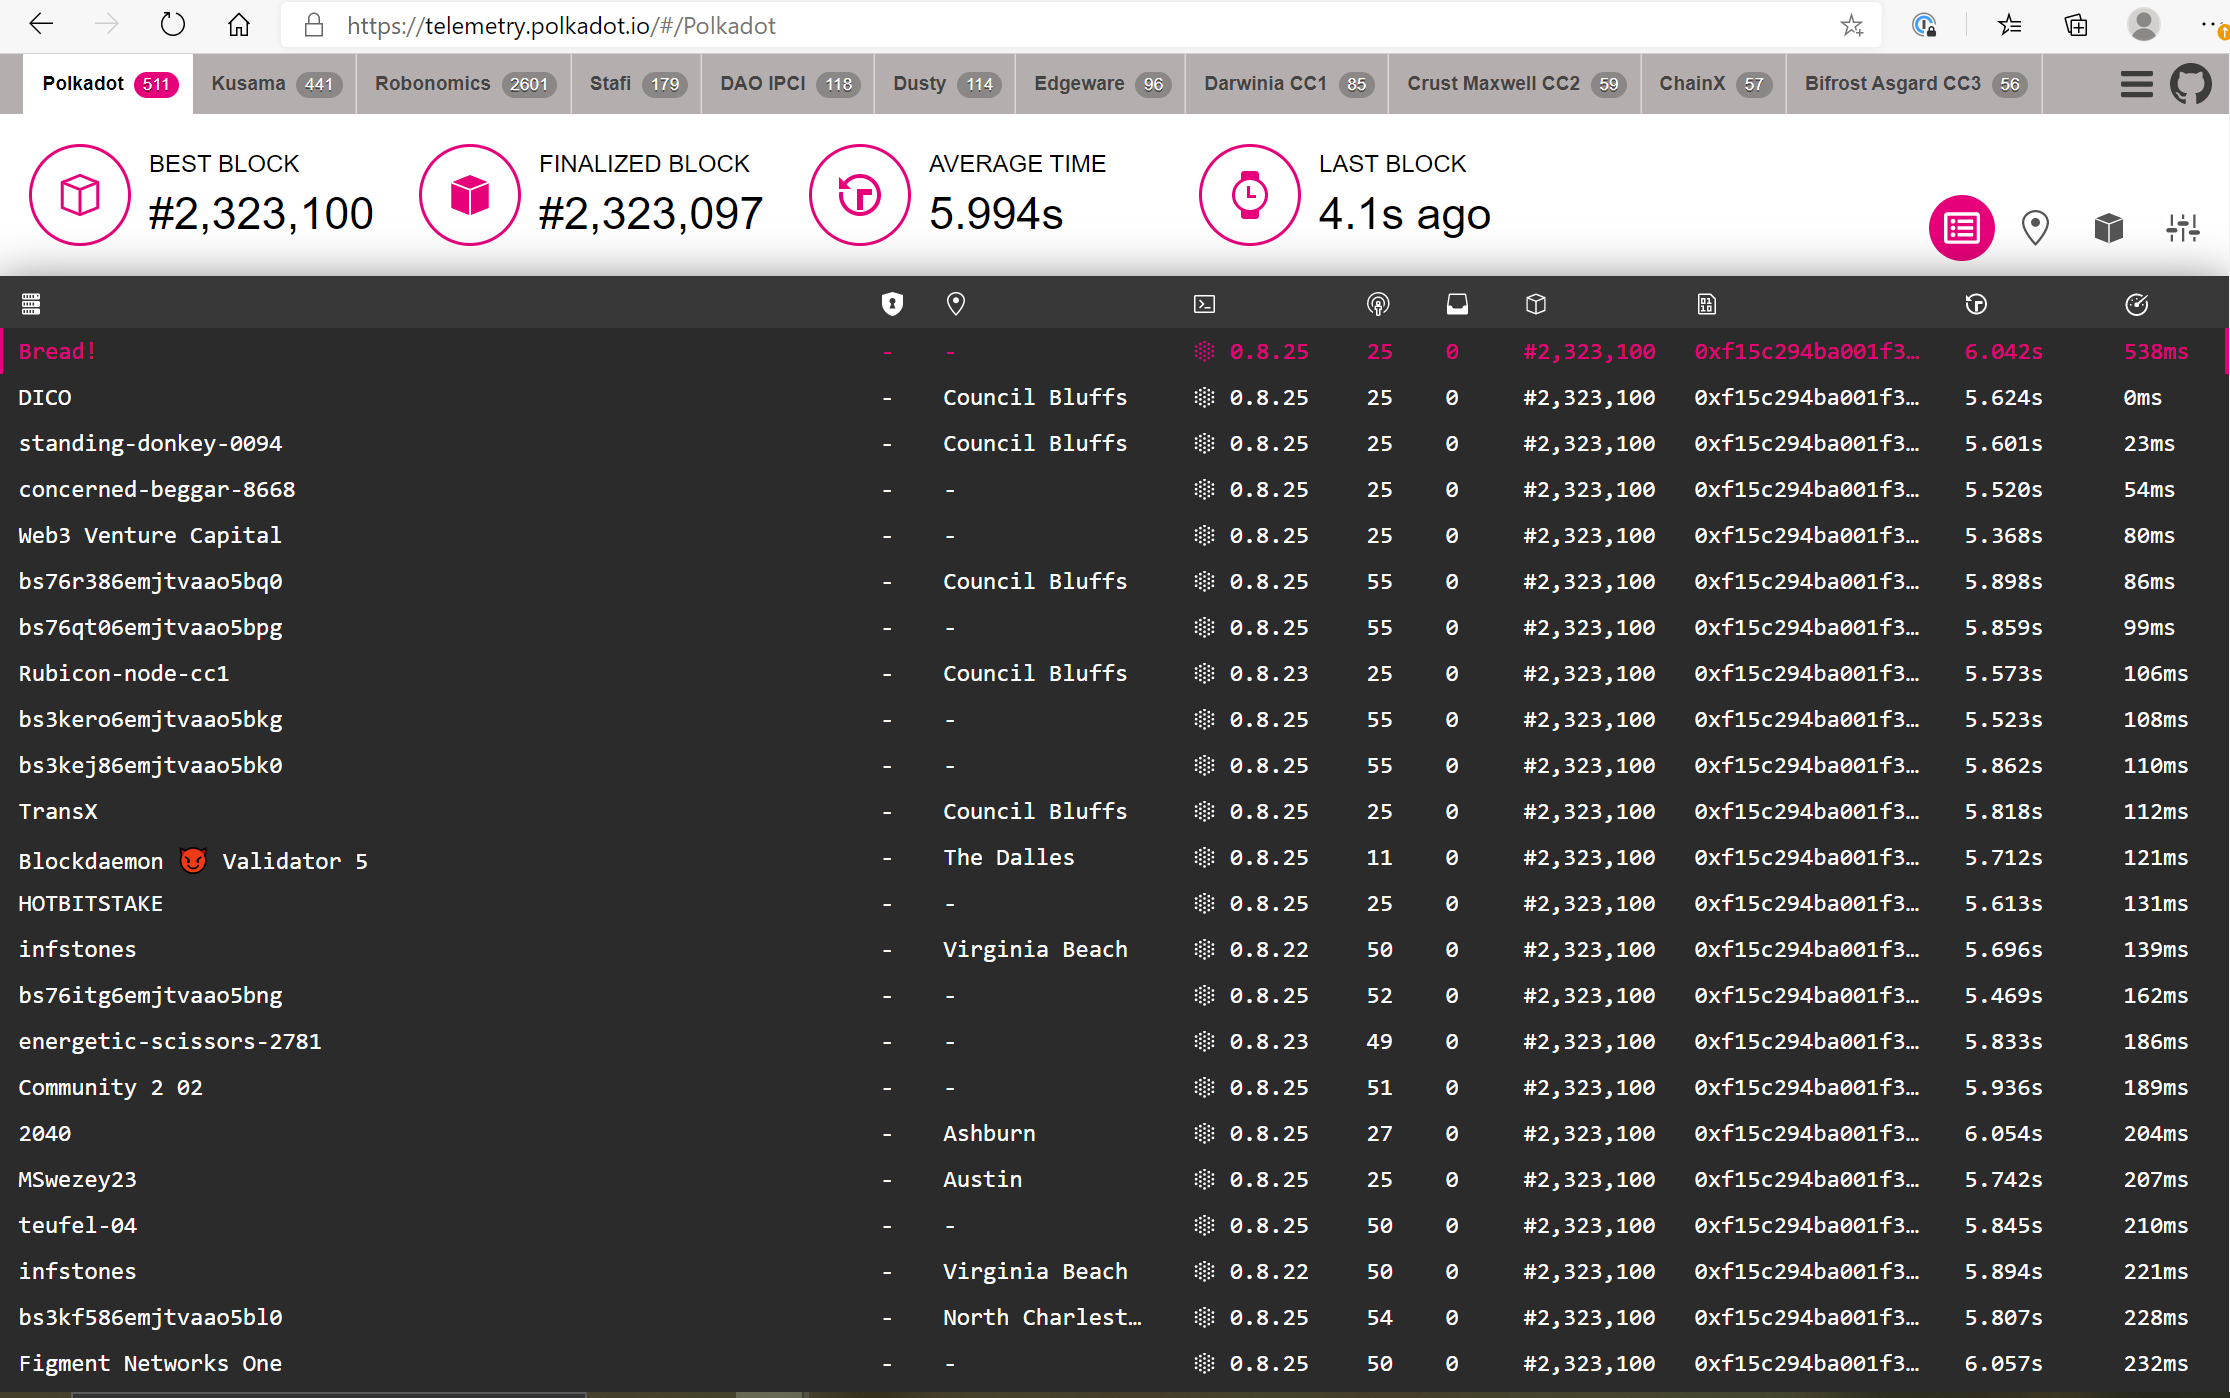 https://telemetry.polkadot.io/#/Polkadot
Polkadot 511 Kusama 441 Robonomics 2601 Stafi 179 DAO IPCI 118 Dusty 114 Edgeware 96 Darwinia CC1 85 Crust Maxwell CC2 59 ChainX 57 Bifrost Asgard CC3 56
BEST BLOCK FINALIZED BLOCK AVERAGE TIME LAST BLOCK
#2,323,100 #2,323,097 5.994s 4.1s ago
Bread! - - 0.8.25 25 0 #2,323,100 0xf15c294ba001f3… 6.042s 538ms
DICO - Council Bluffs 0.8.25 25 0 #2,323,100 0xf15c294ba001f3… 5.624s 0ms
standing-donkey-0094 - Council Bluffs 0.8.25 25 0 #2,323,100 0xf15c294ba001f3… 5.601s 23ms
concerned-beggar-8668 - - 0.8.25 25 0 #2,323,100 0xf15c294ba001f3… 5.520s 54ms
Web3 Venture Capital - - 0.8.25 25 0 #2,323,100 0xf15c294ba001f3… 5.368s 80ms
bs76r386emjtvaao5bq0 - Council Bluffs 0.8.25 55 0 #2,323,100 0xf15c294ba001f3… 5.898s 86ms
bs76qt06emjtvaao5bpg - - 0.8.25 55 0 #2,323,100 0xf15c294ba001f3… 5.859s 99ms
Rubicon-node-cc1 - Council Bluffs 0.8.23 25 0 #2,323,100 0xf15c294ba001f3… 5.573s 106ms
bs3kero6emjtvaao5bkg - - 0.8.25 55 0 #2,323,100 0xf15c294ba001f3… 5.523s 108ms
bs3kej86emjtvaao5bk0 - - 0.8.25 55 0 #2,323,100 0xf15c294ba001f3… 5.862s 110ms
TransX - Council Bluffs 0.8.25 25 0 #2,323,100 0xf15c294ba001f3… 5.818s 112ms
Blockdaemon 😈 Validator 5 - The Dalles 0.8.25 11 0 #2,323,100 0xf15c294ba001f3… 5.712s 121ms
HOTBITSTAKE - - 0.8.25 25 0 #2,323,100 0xf15c294ba001f3… 5.613s 131ms
infstones - Virginia Beach 0.8.22 50 0 #2,323,100 0xf15c294ba001f3… 5.696s 139ms
bs76itg6emjtvaao5bng - - 0.8.25 52 0 #2,323,100 0xf15c294ba001f3… 5.469s 162ms
energetic-scissors-2781 - - 0.8.23 49 0 #2,323,100 0xf15c294ba001f3… 5.833s 186ms
Community 2 02 - - 0.8.25 51 0 #2,323,100 0xf15c294ba001f3… 5.936s 189ms
2040 - Ashburn 0.8.25 27 0 #2,323,100 0xf15c294ba001f3… 6.054s 204ms
MSwezey23 - Austin 0.8.25 25 0 #2,323,100 0xf15c294ba001f3… 5.742s 207ms
teufel-04 - - 0.8.25 50 0 #2,323,100 0xf15c294ba001f3… 5.845s 210ms
infstones - Virginia Beach 0.8.22 50 0 #2,323,100 0xf15c294ba001f3… 5.894s 221ms
bs3kf586emjtvaao5bl0 - North Charlest… 0.8.25 54 0 #2,323,100 0xf15c294ba001f3… 5.807s 228ms
Figment Networks One - - 0.8.25 50 0 #2,323,100 0xf15c294ba001f3… 6.057s 232ms